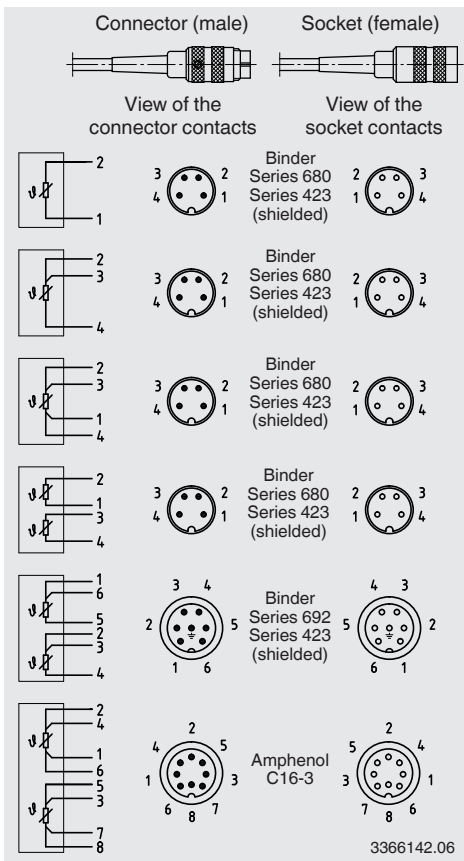 Connector (male) Socket (female)
View of the connector contacts View of the socket contacts
2
1
3 2
4 1
Binder
Series 680
Series 423
(shielded)
2 3
1 4
2
3
4
3 2
4 1
Binder
Series 680
Series 423
(shielded)
2 3
1 4
2
3
1
4
3 2
4 1
Binder
Series 680
Series 423
(shielded)
2 3
1 4
2
1
3
4
3 2
4 1
Binder
Series 680
Series 423
(shielded)
2 3
1 4
1
6
5
2
3
4
3 4
2 5
1 6
Binder
Series 692
Series 423
(shielded)
4 3
5 2
6 1
2
4
1
6
5
3
7
8
2
4 5
1 3
6 7
8
Amphenol
C16-3
2
5 4
3 1
7 6
8
3366142.06